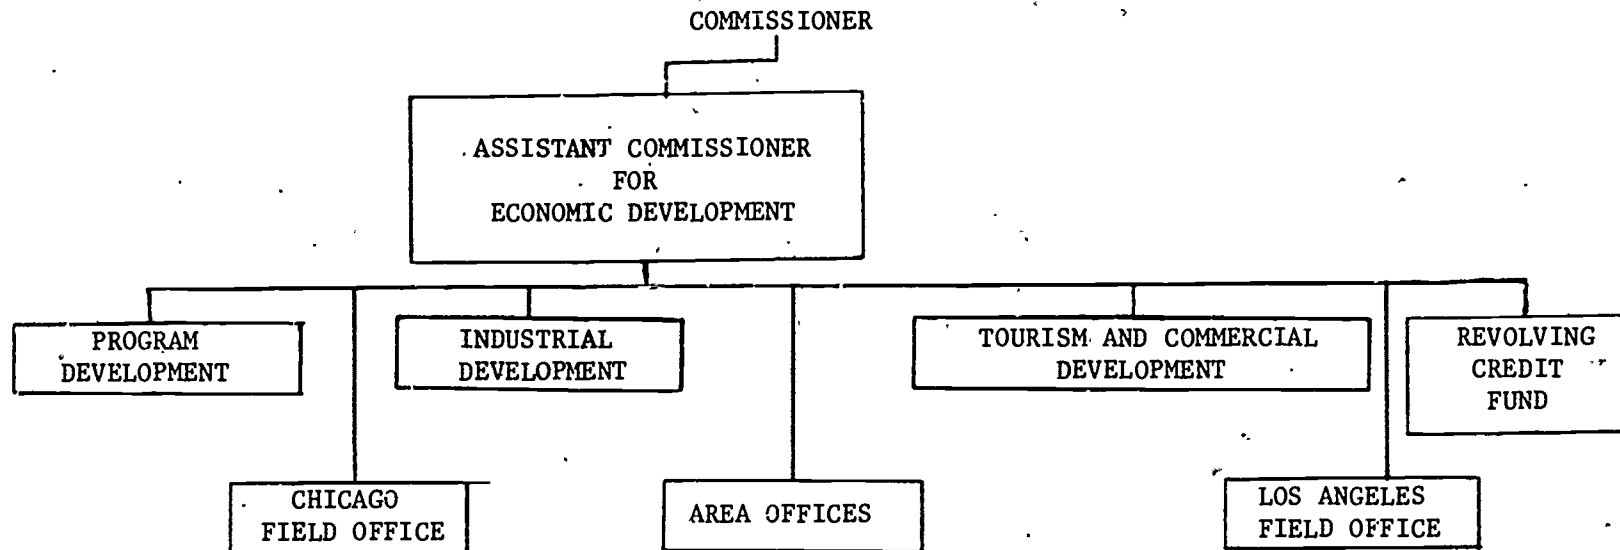 COMMISSIONER
ASSISTANT COMMISSIONER
FOR
ECONOMIC DEVELOPMENT
PROGRAM
DEVELOPMENT
INDUSTRIAL
DEVELOPMENT
TOURISM AND COMMERCIAL
DEVELOPMENT
REVOLVING
CREDIT
FUND
CHICAGO
FIELD OFFICE
AREA OFFICES
LOS ANGELES
FIELD OFFICE